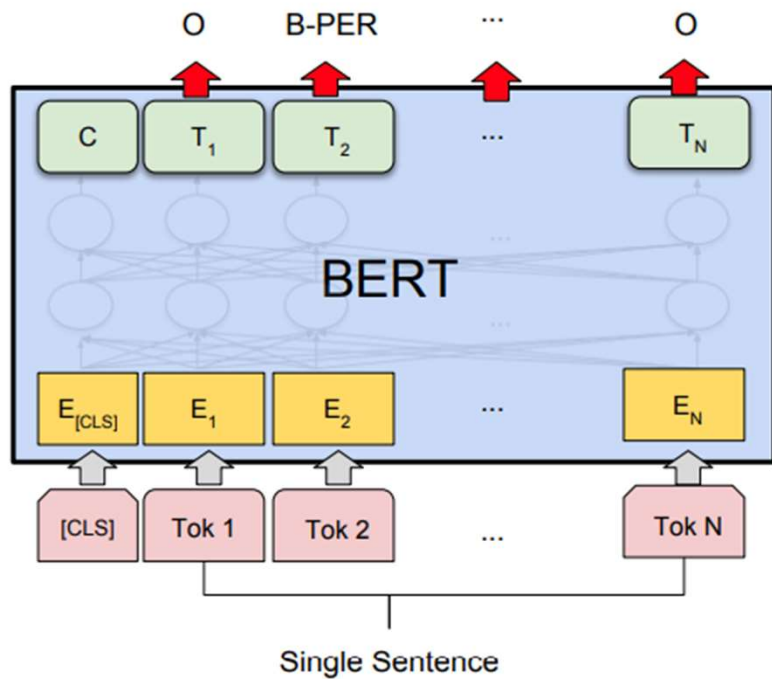 O B-PER ... O
C T1 T2 ... TN
...
BERT
...
E[CLS] E1 E2 ... EN
[CLS] Tok 1 Tok 2 ... Tok N
Single Sentence